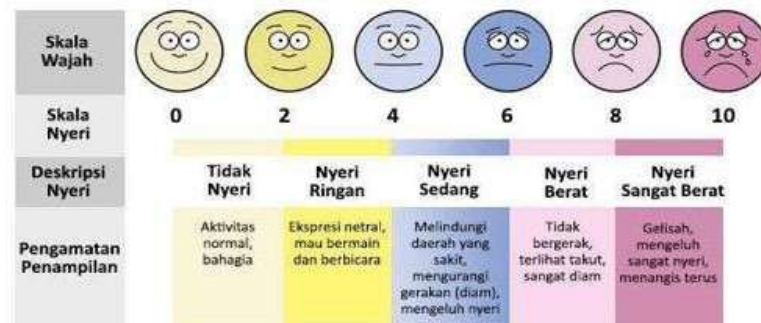 Skala
Wajah
Skala
Nyeri
0 2 4 6 8 10
Deskripsi
Nyeri
Tidak
Nyeri
Nyeri
Ringan
Nyeri
Sedang
Nyeri
Berat
Nyeri
Sangat Berat
Pengamatan
Penampilan
Aktivitas
normal,
bahagia
Ekspresi netral,
mau bermain
dan berbicara
Melindungi
daerah yang
sakit,
mengurangi
gerakan (diam),
mengeluh nyeri
Tidak
bergerak,
terlihat takut,
sangat diam
Gelisah,
mengeluh
sangat nyeri,
menangis terus